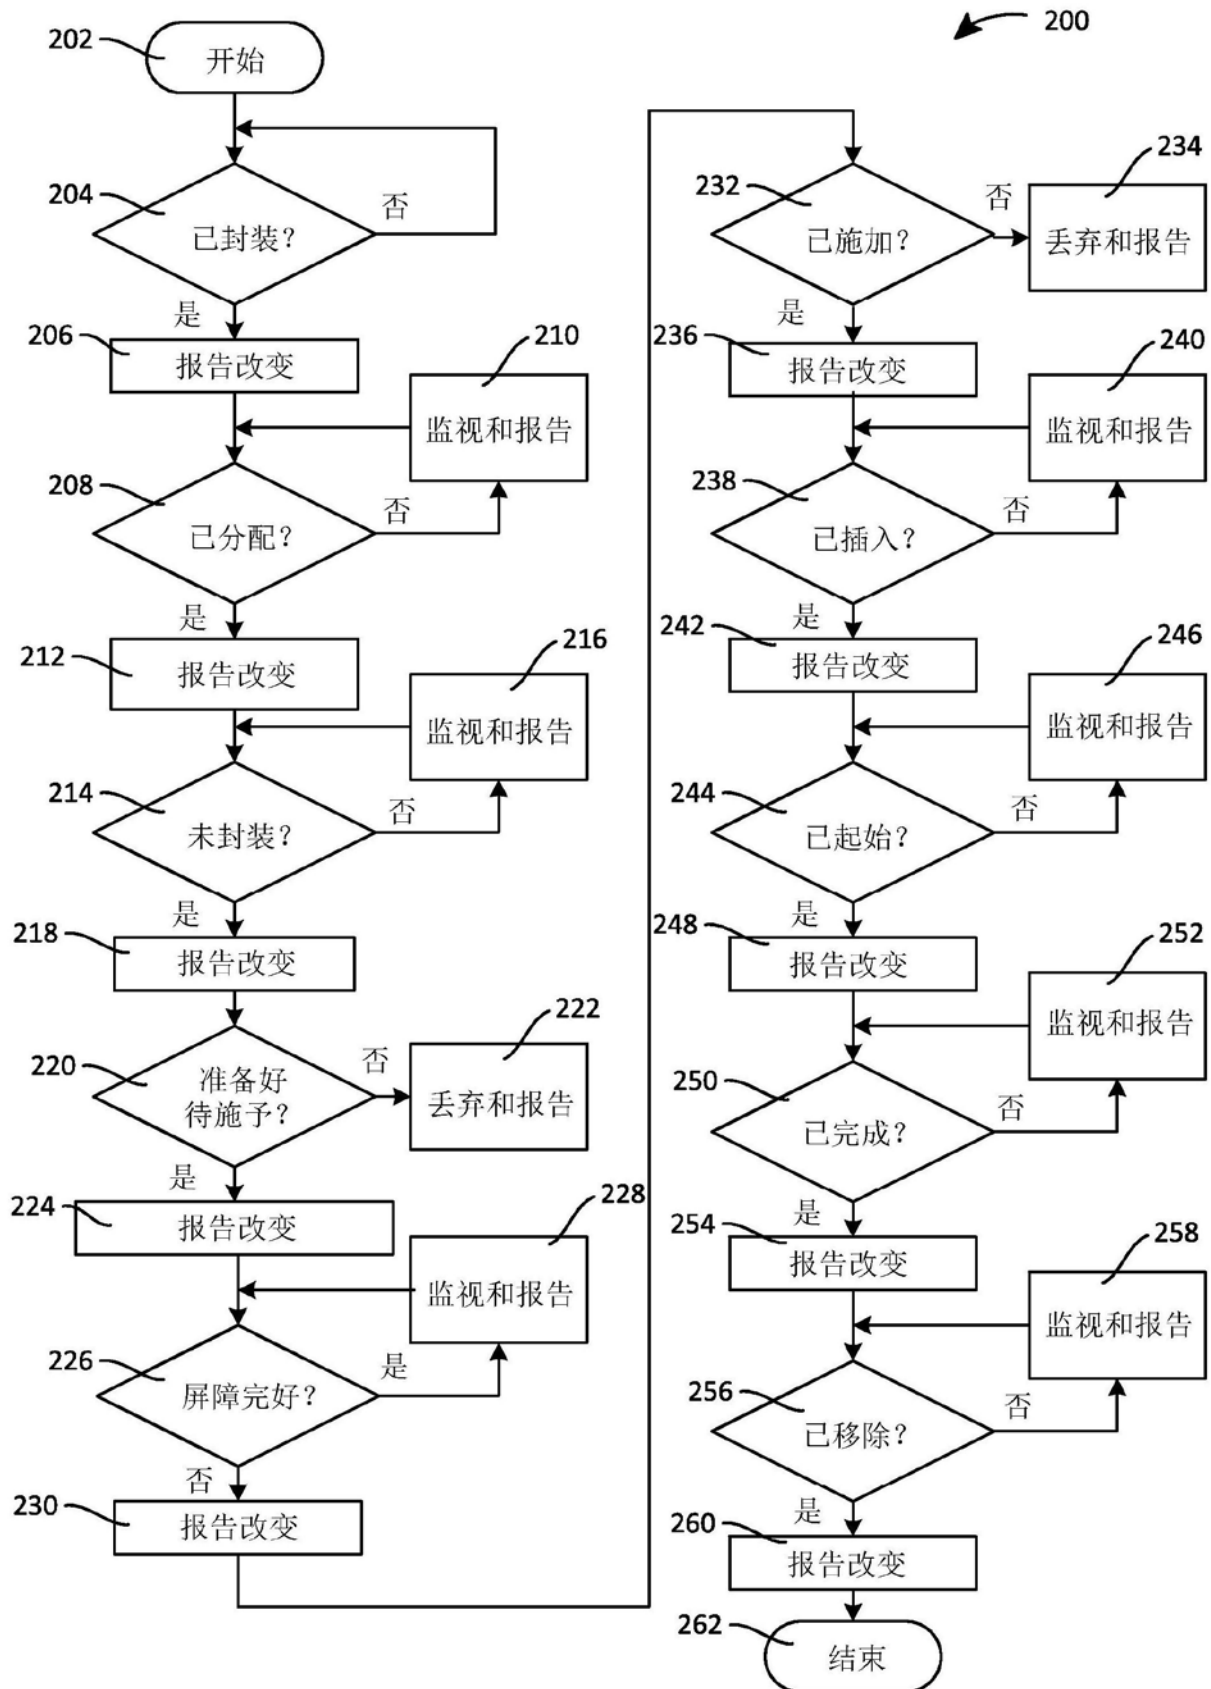 200
202
开始
204
已封装？
否
是
206
报告改变
210
监视和报告
208
已分配？
否
是
212
报告改变
216
监视和报告
214
未封装？
否
是
218
报告改变
220
准备好
待施予？
否
222
丢弃和报告
是
224
报告改变
228
监视和报告
226
屏障完好？
是
否
230
报告改变
232
已施加？
否
234
丢弃和报告
是
236
报告改变
240
监视和报告
238
已插入？
否
是
242
报告改变
246
监视和报告
244
已起始？
否
是
248
报告改变
252
监视和报告
250
已完成？
否
是
254
报告改变
258
监视和报告
256
已移除？
否
是
260
报告改变
262
结束